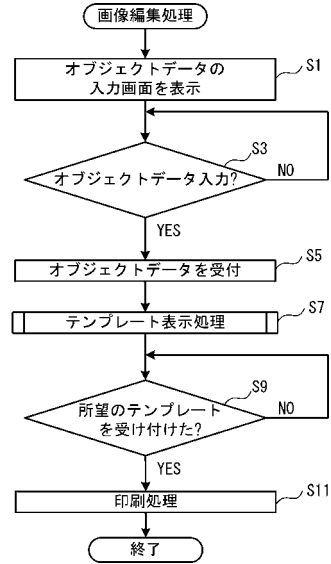 画像編集処理
オブジェクトデータの
入力画面を表示
S1
オブジェクトデータ入力?
S3
NO
YES
オブジェクトデータを受付
S5
テンプレート表示処理
S7
所望のテンプレート
を受け付けた?
S9
NO
YES
印刷処理
S11
終了